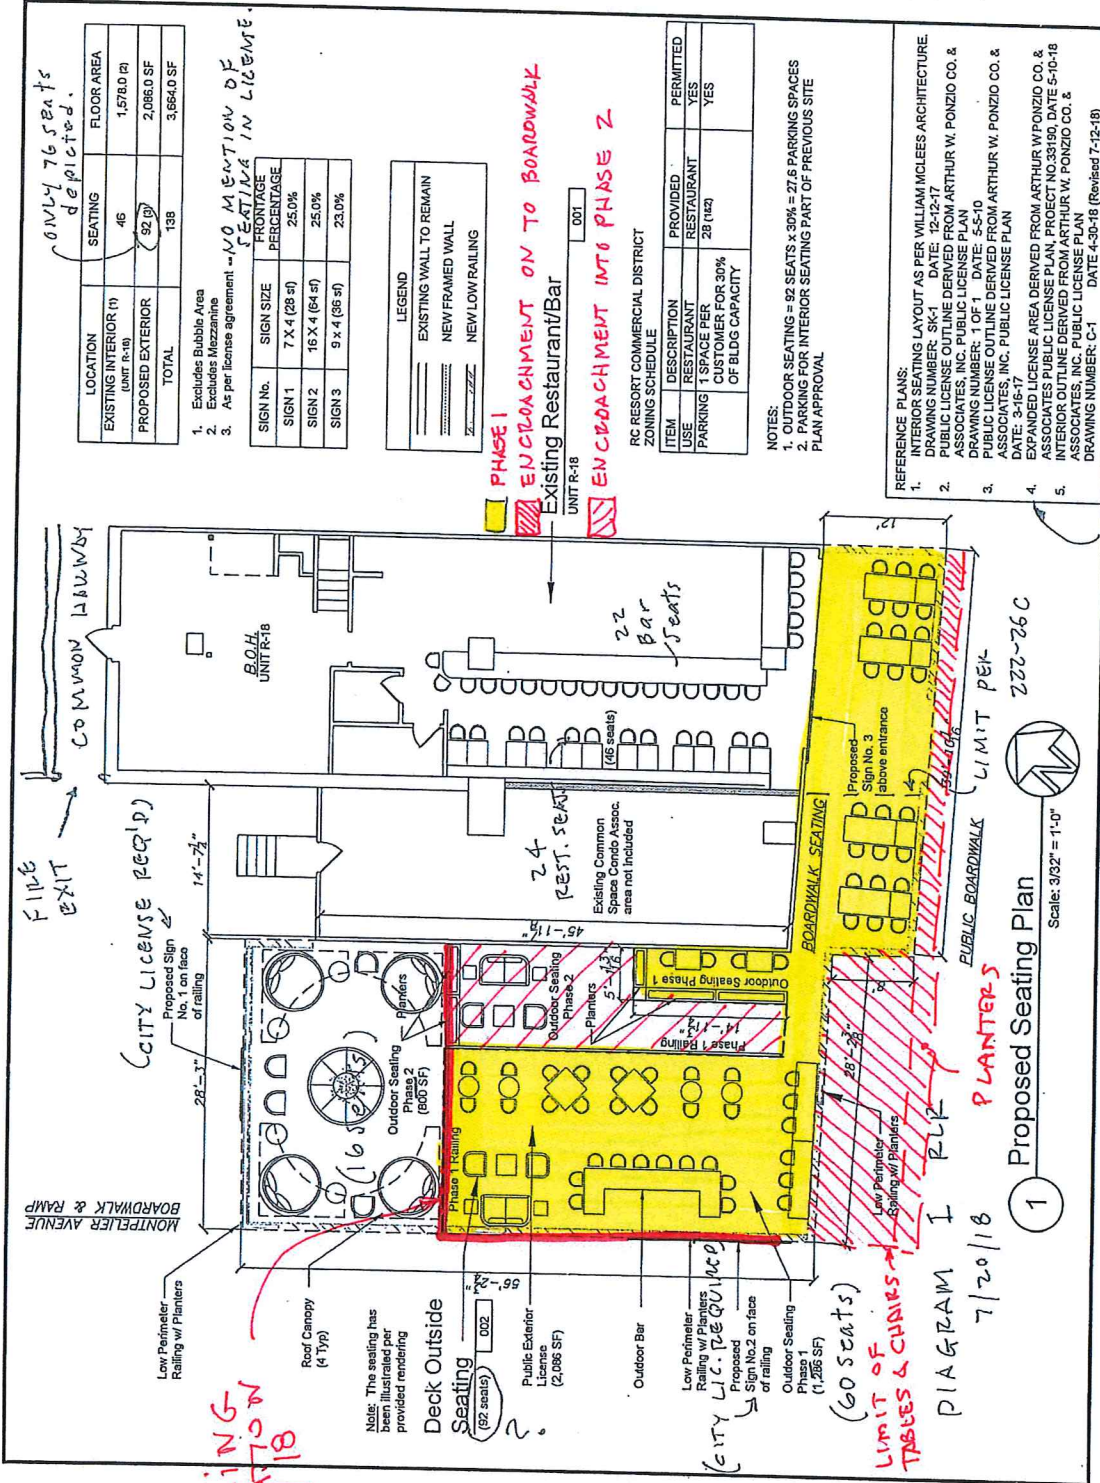 ONLY 76 seats
depicted.
LOCATION SEATING FLOOR AREA
EXISTING INTERIOR (1)
(UNIT R-18)
46 1,578.0 (2)
PROPOSED EXTERIOR 92 (3) 2,086.0 SF
TOTAL 138 3,664.0 SF
1. Excludes Bubble Area
2. Excludes Mezzanine
3. As per license agreement -- NO MENTION OF
SEATING IN LICENSE.
SIGN No. SIGN SIZE FRONTAGE
PERCENTAGE
SIGN 1 7 X 4 (28 sf) 25.0%
SIGN 2 16 X 4 (64 sf) 25.0%
SIGN 3 9 x 4 (36 sf) 23.0%
LEGEND
EXISTING WALL TO REMAIN
NEW FRAMED WALL
NEW LOW RAILING
PHASE I
ENCROACHMENT ON TO BOARDWALK
Existing Restaurant/Bar
UNIT R-18
001
ENCROACHMENT INTO PHASE 2
RC RESORT COMMERCIAL DISTRICT
ZONING SCHEDULE
ITEM DESCRIPTION PROVIDED PERMITTED
USE RESTAURANT RESTAURANT YES
PARKING 1 SPACE PER
CUSTOMER FOR 30%
OF BLDG CAPACITY
28 (1&2) YES
NOTES:
1. OUTDOOR SEATING = 92 SEATS x 30% = 27.6 PARKING SPACES
2. PARKING FOR INTERIOR SEATING PART OF PREVIOUS SITE
PLAN APPROVAL
REFERENCE PLANS:
1. INTERIOR SEATING LAYOUT AS PER WILLIAM MCLEES ARCHITECTURE.
DRAWING NUMBER: SK-1 DATE: 12-12-17
2. PUBLIC LICENSE OUTLINE DERIVED FROM ARTHUR W. PONZIO CO. &
ASSOCIATES, INC. PUBLIC LICENSE PLAN
DRAWING NUMBER: 1 OF 1 DATE: 5-5-10
3. PUBLIC LICENSE OUTLINE DERIVED FROM ARTHUR W. PONZIO CO. &
ASSOCIATES, INC. PUBLIC LICENSE PLAN
DATE: 3-16-17
4. EXPANDED LICENSE AREA DERIVED FROM ARTHUR W PONZIO CO. &
ASSOCIATES PUBLIC LICENSE PLAN, PROJECT NO.33190, DATE 5-10-18
5. INTERIOR OUTLINE DERIVED FROM ARTHUR W. PONZIO CO. &
ASSOCIATES, INC. PUBLIC LICENSE PLAN
DRAWING NUMBER: C-1 DATE 4-30-18 (Revised 7-12-18)
FIRE
EXIT
COMMON HALLWAY
B.O.H.
UNIT R-18
22
Bar
Seats
(46 seats)
24
REST. SEATS
Existing Common
Space Condo Assoc.
area not included
14'-7½"
45'-11⅛"
12'
(CITY LICENSE REQ'D)
Proposed Sign
No. 1 on face
of railing
28'-3"
MONTPELIER AVENUE
BOARDWALK & RAMP
Planters
Outdoor Seating
Phase 2
(800 SF)
(16 seats)
Outdoor Seating
Phase 2
Planters
Outdoor Seating Phase 1
Phase 1 Railing
Phase 1 Railing
BOARDWALK SEATING
Proposed
Sign No. 3
above entrance
PUBLIC BOARDWALK
(LIMIT PER 222-26C
Low Perimeter
Railing w/ Planters
Roof Canopy
(4 Typ)
Note: The seating has
been illustrated per
provided rendering
Deck Outside
Seating
(92 seats)
002
?
Public Exterior
License
(2,086 SF)
Outdoor Bar
Low Perimeter
Railing w/ Planters
(CITY LIC. REQUIRED)
Proposed
Sign No.2 on face
of railing
Outdoor Seating
Phase 1
(1,286 SF)
(60 seats)
Low Perimeter
Railing w/ Planters
PLANTERS
LIMIT OF
TABLES & CHAIRS
DIAGRAM I
7/20/18
1
Proposed Seating Plan
Scale: 3/32" = 1'-0"